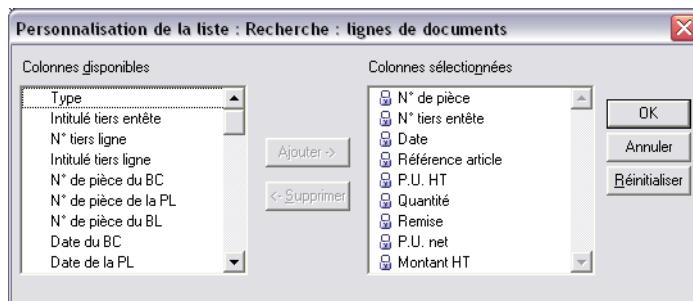 Personnalisation de la liste : Recherche : lignes de documents
Colonnes disponibles
Type
Intitulé tiers entête
N° tiers ligne
Intitulé tiers ligne
N° de pièce du BC
N° de pièce de la PL
N° de pièce du BL
Date du BC
Date de la PL
Ajouter ->
<- Supprimer
Colonnes sélectionnées
N° de pièce
N° tiers entête
Date
Référence article
P.U. HT
Quantité
Remise
P.U. net
Montant HT
OK
Annuler
Réinitialiser